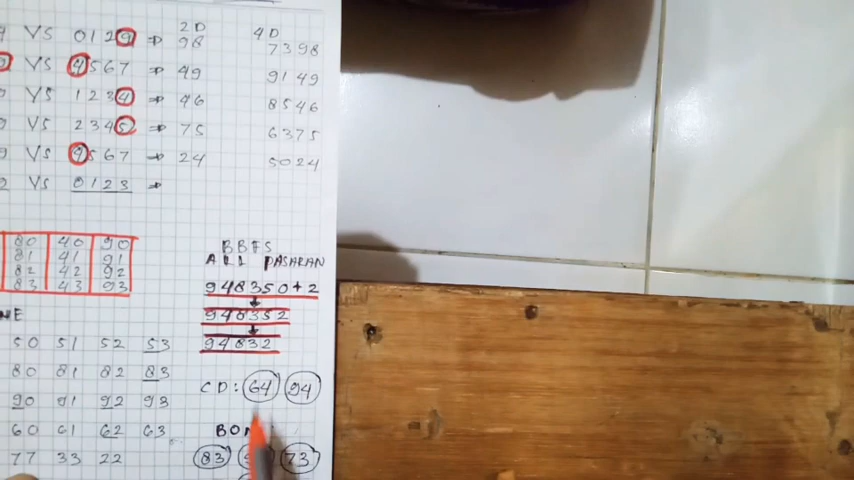 2D
4D
VS 0129 ⇒ 98
7398
VS 4567 ⇒ 49
9149
VS 1234 ⇒ 46
8546
VS 2345 ⇒ 75
6375
VS 4567 ⇒ 24
5024
2 VS 0123 ⇒
80 40 90
81 41 91
82 42 92
83 43 93
BBFS
ALL PASARAN
948350+2
948352
94832
NE
50 51 52 53
80 81 82 83
90 91 92 93
60 61 62 63
77 33 22
CD: 64 94
83 73